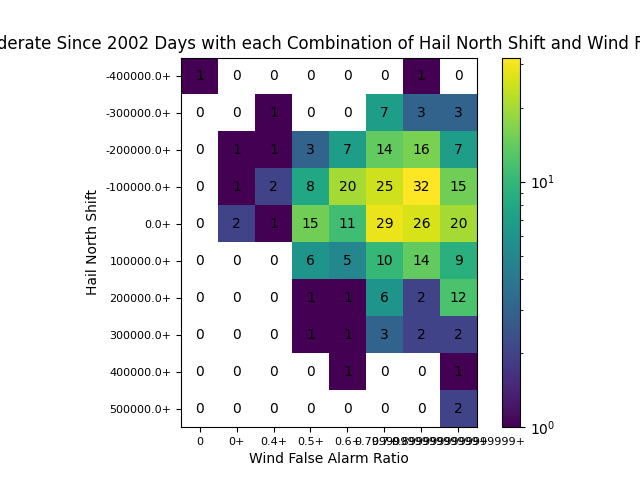 derate Since 2002 Days with each Combination of Hail North Shift and Wind F
-400000.0+ 1 0 0 0 0 0 1 0
-300000.0+ 0 0 1 0 0 7 3 3
-200000.0+ 0 1 1 3 7 14 16 7
-100000.0+ 0 1 2 8 20 25 32 15
0.0+ 0 2 1 15 11 29 26 20
100000.0+ 0 0 0 6 5 10 14 9
200000.0+ 0 0 0 1 1 6 2 12
300000.0+ 0 0 0 1 1 3 2 2
400000.0+ 0 0 0 0 1 0 0 1
500000.0+ 0 0 0 0 0 0 0 2
0 0+ 0.4+ 0.5+ 0.6+
Wind False Alarm Ratio
Hail North Shift
10¹
10⁰